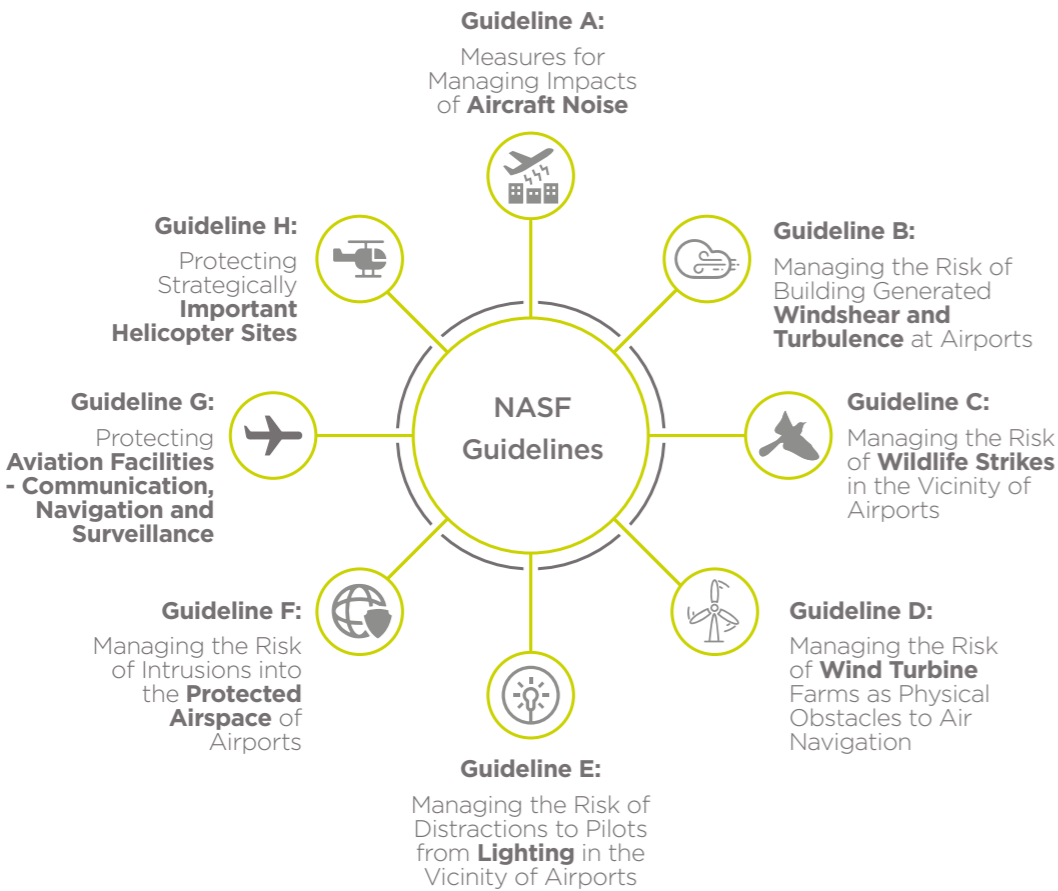 Guideline A:
Measures for
Managing Impacts
of Aircraft Noise
Guideline B:
Managing the Risk of
Building Generated
Windshear and
Turbulence at Airports
Guideline C:
Managing the Risk
of Wildlife Strikes
in the Vicinity of
Airports
Guideline D:
Managing the Risk
of Wind Turbine
Farms as Physical
Obstacles to Air
Navigation
Guideline E:
Managing the Risk of
Distractions to Pilots
from Lighting in the
Vicinity of Airports
Guideline F:
Managing the Risk
of Intrusions into
the Protected
Airspace of
Airports
Guideline G:
Protecting
Aviation Facilities
- Communication,
Navigation and
Surveillance
Guideline H:
Protecting
Strategically
Important
Helicopter Sites
NASF
Guidelines